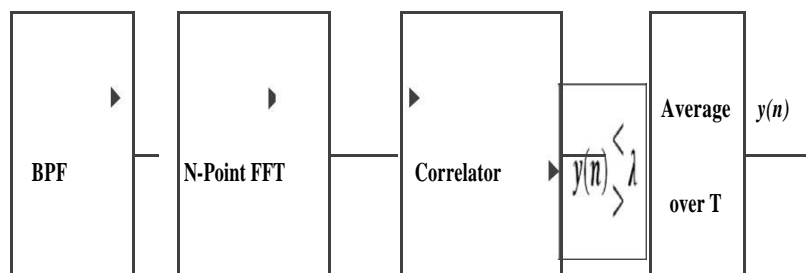 BPF
N-Point FFT
Correlator
y(n) < > λ
Average
over T
y(n)